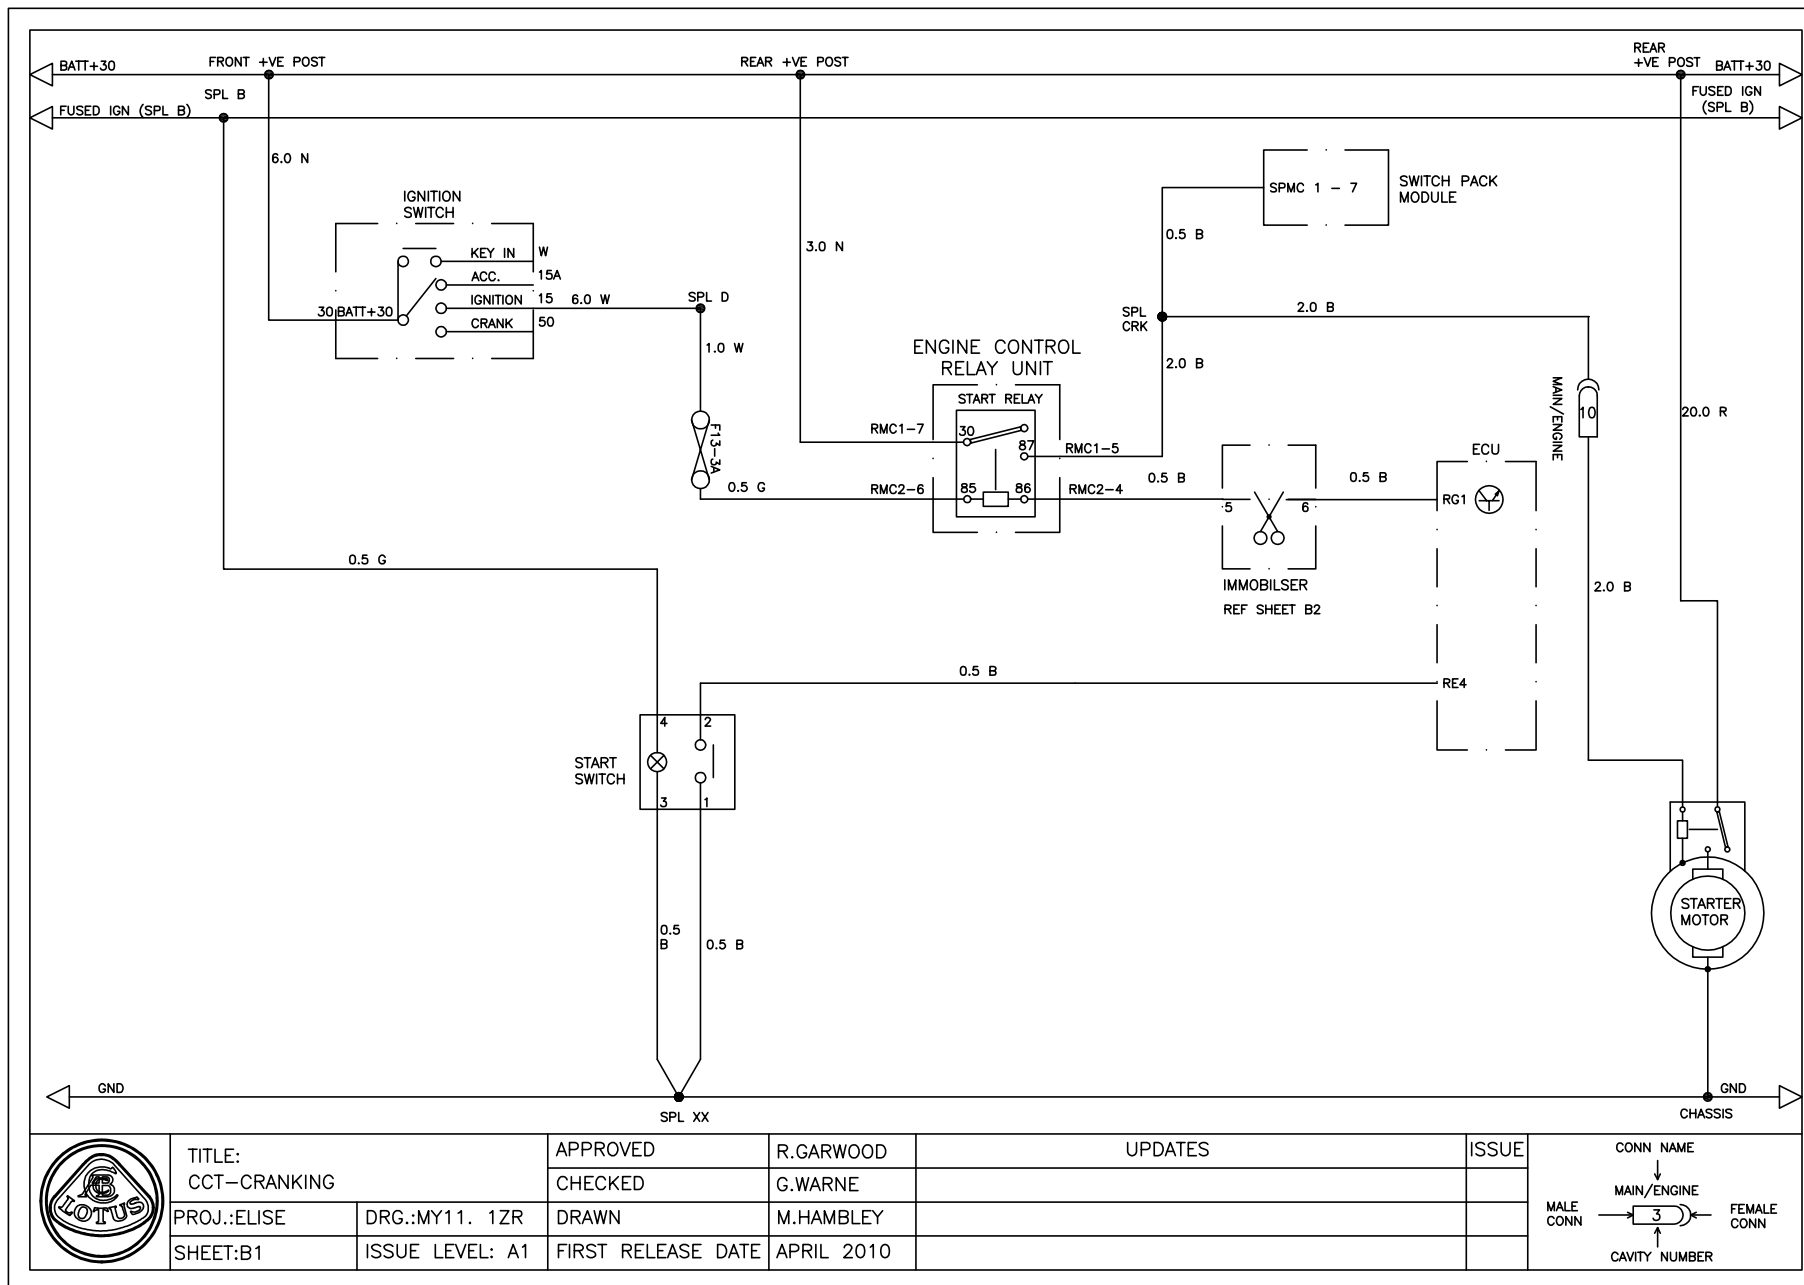 BATT+30
FRONT +VE POST
REAR +VE POST
REAR
+VE POST
BATT+30
SPL B
FUSED IGN (SPL B)
FUSED IGN
(SPL B)
6.0 N
IGNITION
SWITCH
KEY IN
W
ACC.
15A
IGNITION
15
6.0 W
SPL D
30
BATT+30
CRANK
50
1.0 W
F13-3A
3.0 N
SPMC 1 - 7
SWITCH PACK
MODULE
0.5 B
SPL
CRK
2.0 B
2.0 B
ENGINE CONTROL
RELAY UNIT
START RELAY
RMC1-7
30
87
RMC1-5
MAIN/ENGINE
10
20.0 R
0.5 G
RMC2-6
85
86
RMC2-4
0.5 B
5
6
0.5 B
ECU
RG1
IMMOBILSER
REF SHEET B2
0.5 G
2.0 B
0.5 B
RE4
4
2
START
SWITCH
3
1
STARTER
MOTOR
0.5
B
0.5 B
GND
SPL XX
GND
CHASSIS
LOTUS
TITLE:
CCT-CRANKING
PROJ.:ELISE
DRG.:MY11. 1ZR
SHEET:B1
ISSUE LEVEL: A1
APPROVED
R.GARWOOD
CHECKED
G.WARNE
DRAWN
M.HAMBLEY
FIRST RELEASE DATE
APRIL 2010
UPDATES
ISSUE
CONN NAME
MAIN/ENGINE
MALE
CONN
3
FEMALE
CONN
CAVITY NUMBER